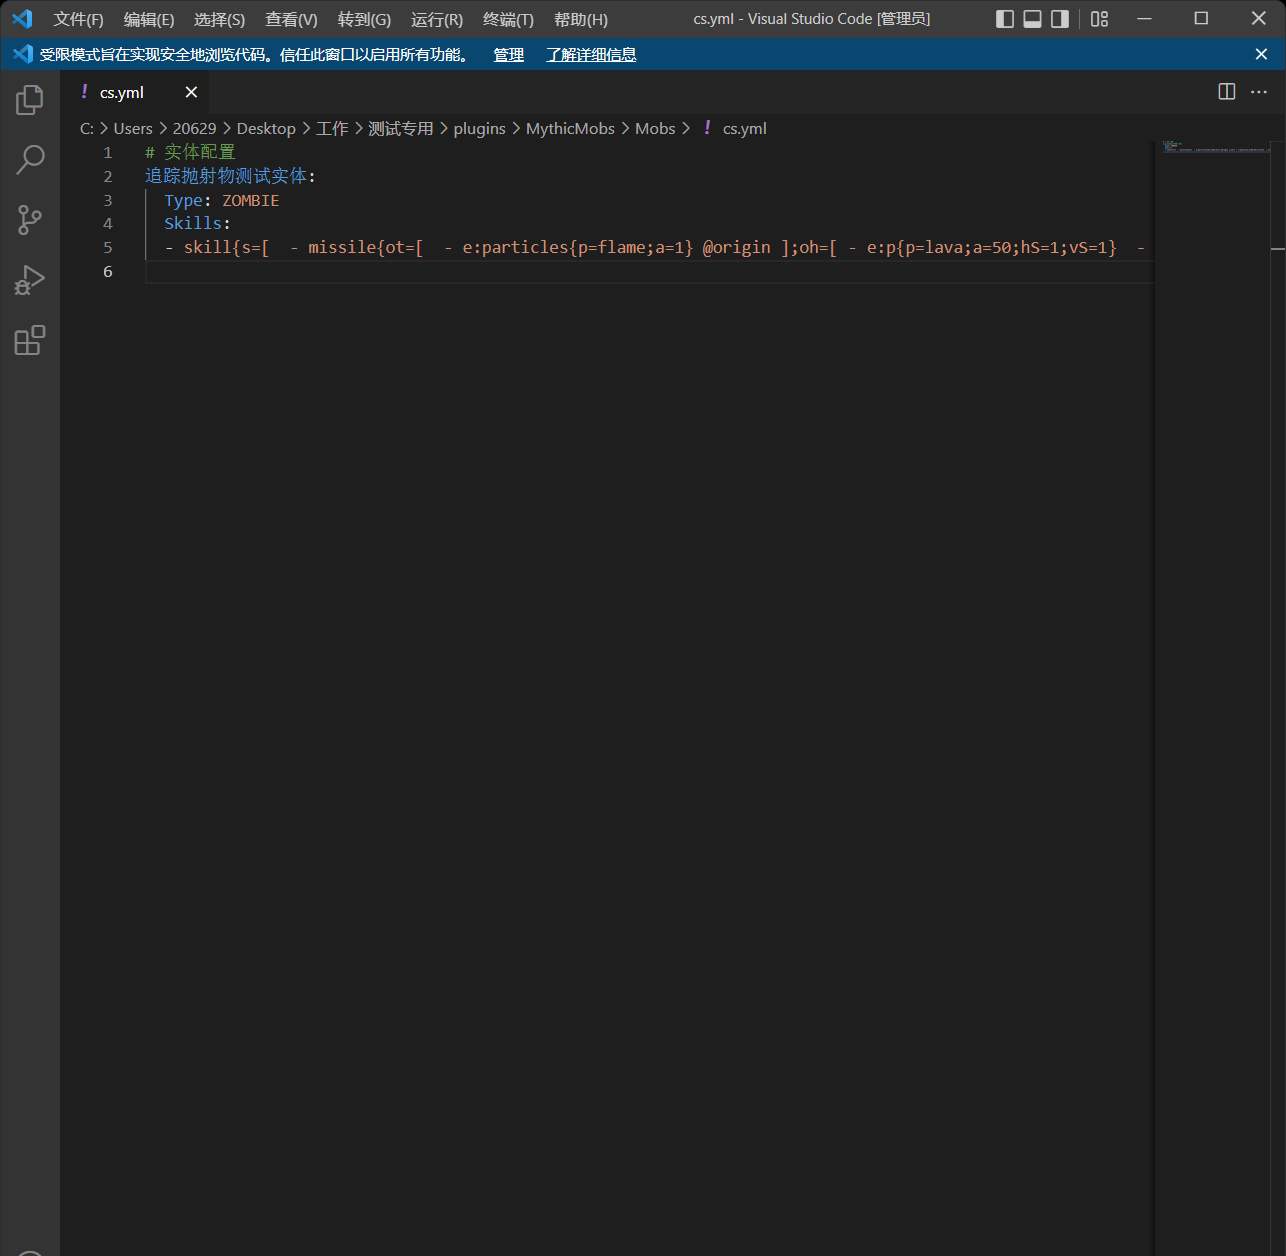 文件(F) 编辑(E) 选择(S) 查看(V) 转到(G) 运行(R) 终端(T) 帮助(H) cs.yml - Visual Studio Code [管理员]
受限模式旨在实现安全地浏览代码。信任此窗口以启用所有功能。 管理 了解详细信息
! cs.yml
C: > Users > 20629 > Desktop > 工作 > 测试专用 > plugins > MythicMobs > Mobs > ! cs.yml
1 # 实体配置
2 追踪抛射物测试实体:
3 Type: ZOMBIE
4 Skills:
5 - skill{s=[  - missile{ot=[  - e:particles{p=flame;a=1} @origin ];oh=[ - e:p{p=lava;a=50;hS=1;vS=1}  -
6